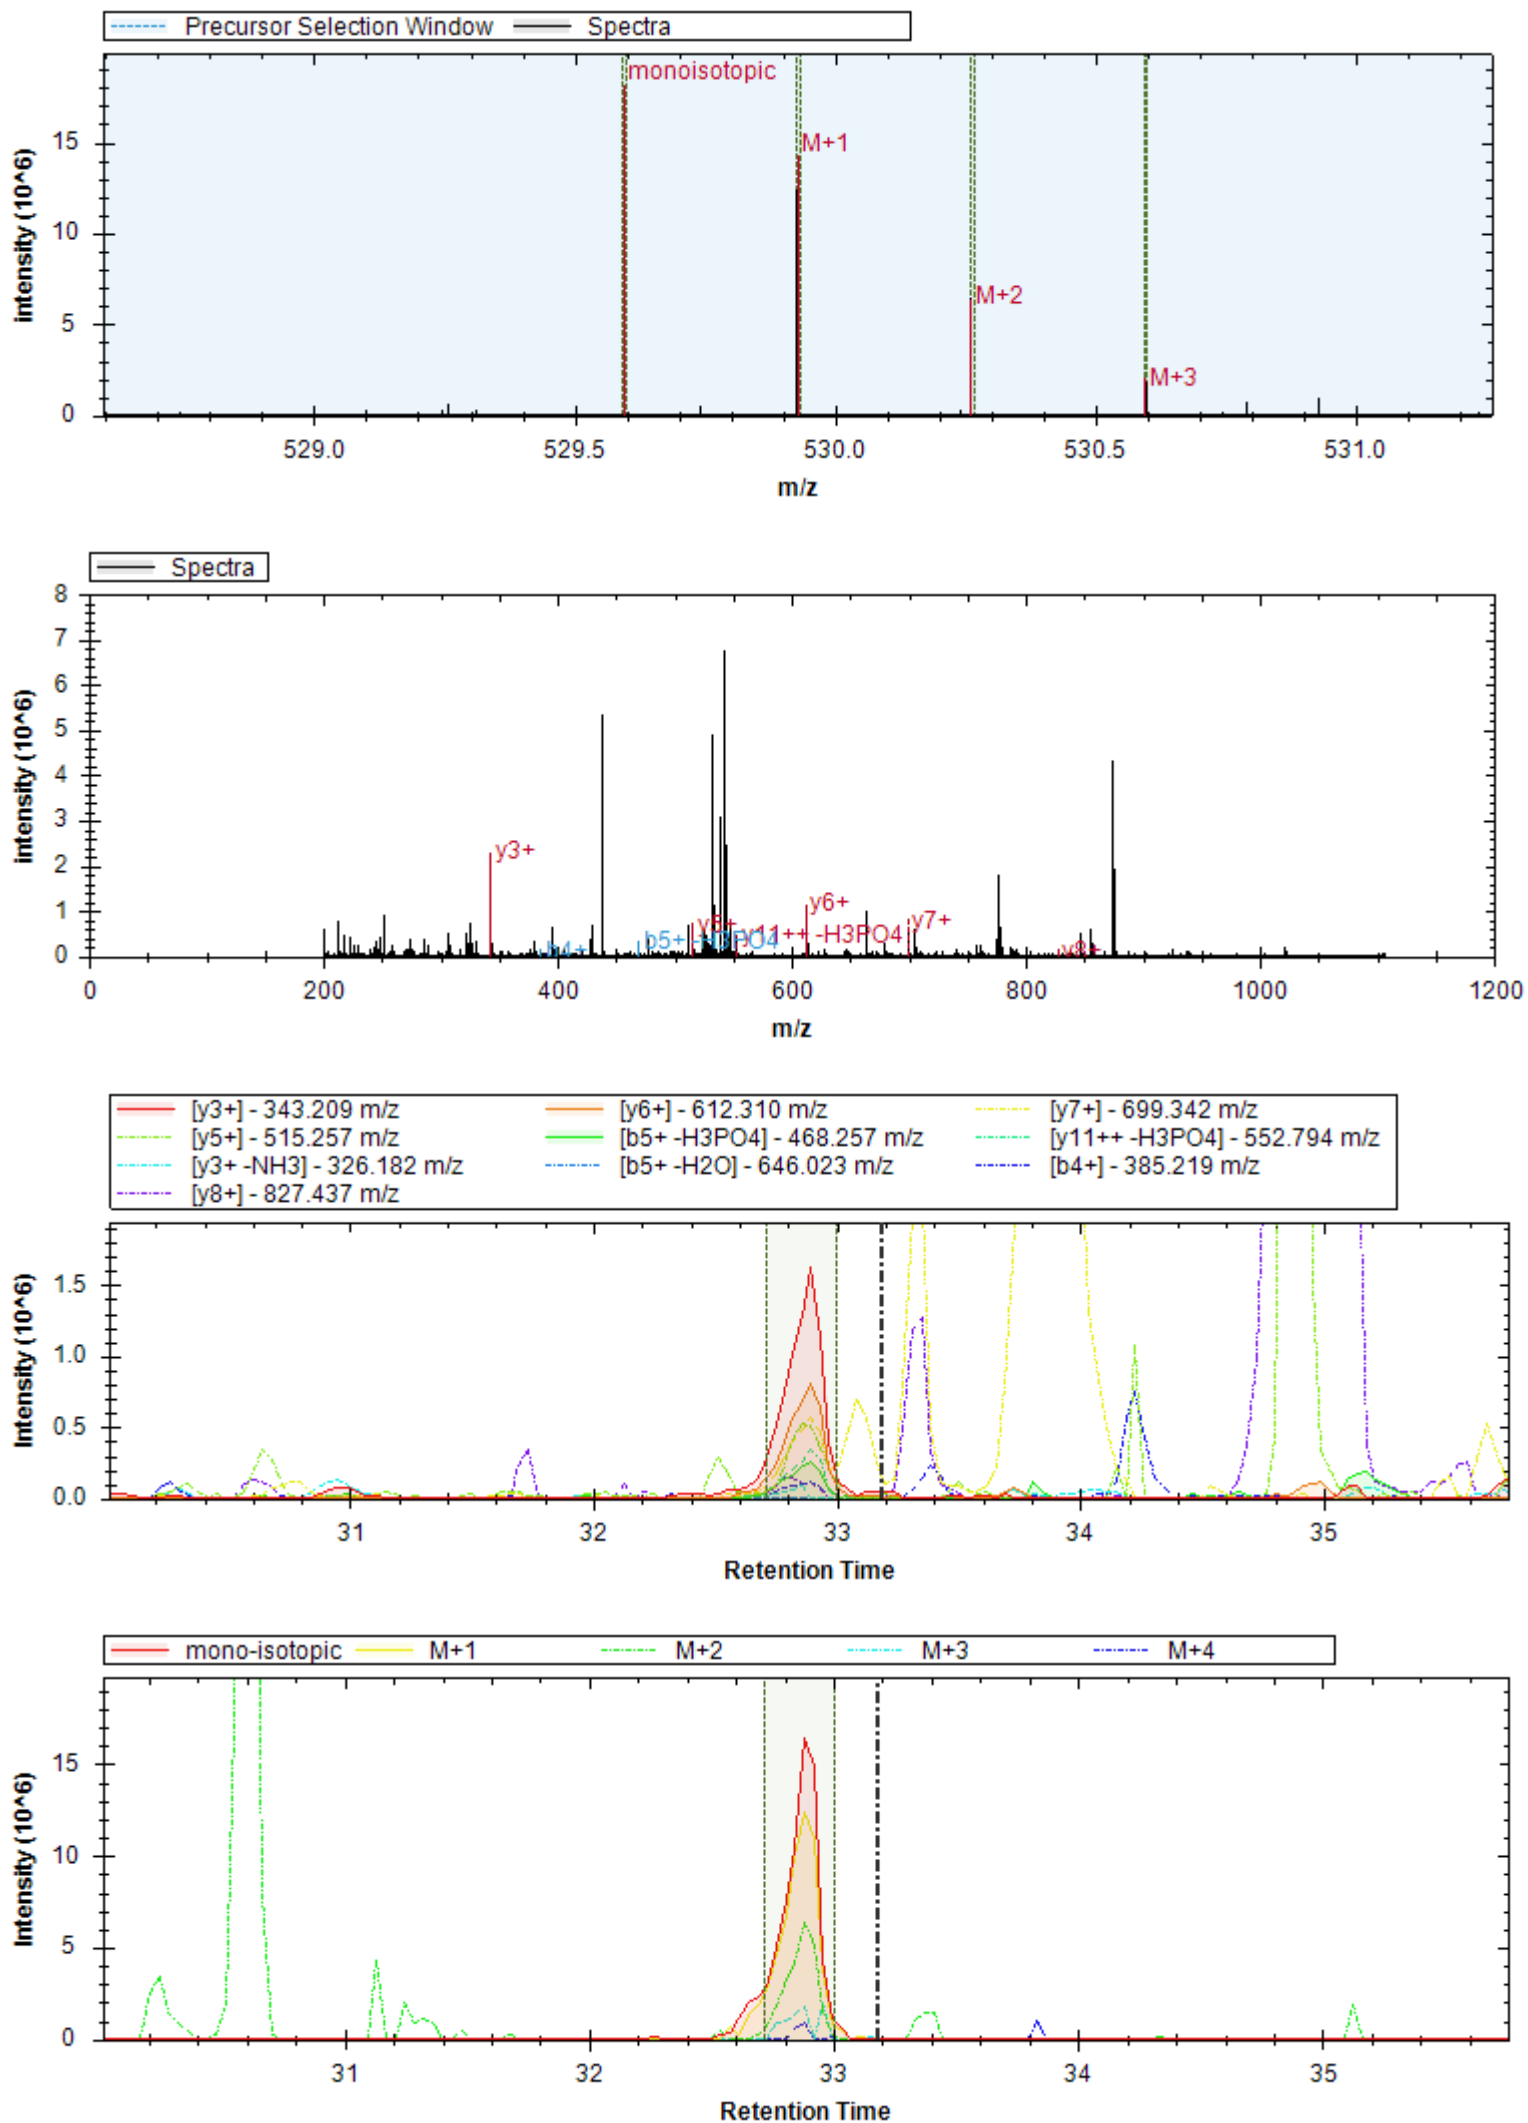 Precursor Selection Window Spectra
monoisotopic
M+1
M+2
M+3
15
10
5
0
intensity (10^6)
529.0 529.5 530.0 530.5 531.0
m/z
Spectra
8
7
6
5
4
3
2
1
0
intensity (10^6)
y3+
y6+
y5+ y7+
b4+ b5+ -H3PO4 y11++ -H3PO4 y8+
0 200 400 600 800 1000 1200
m/z
[y3+] - 343.209 m/z [y6+] - 612.310 m/z [y7+] - 699.342 m/z
[y5+] - 515.257 m/z [b5+ -H3PO4] - 468.257 m/z [y11++ -H3PO4] - 552.794 m/z
[y3+ -NH3] - 326.182 m/z [b5+ -H2O] - 646.023 m/z [b4+] - 385.219 m/z
[y8+] - 827.437 m/z
1.5
1.0
0.5
0.0
Intensity (10^6)
31 32 33 34 35
Retention Time
mono-isotopic M+1 M+2 M+3 M+4
15
10
5
0
Intensity (10^6)
31 32 33 34 35
Retention Time